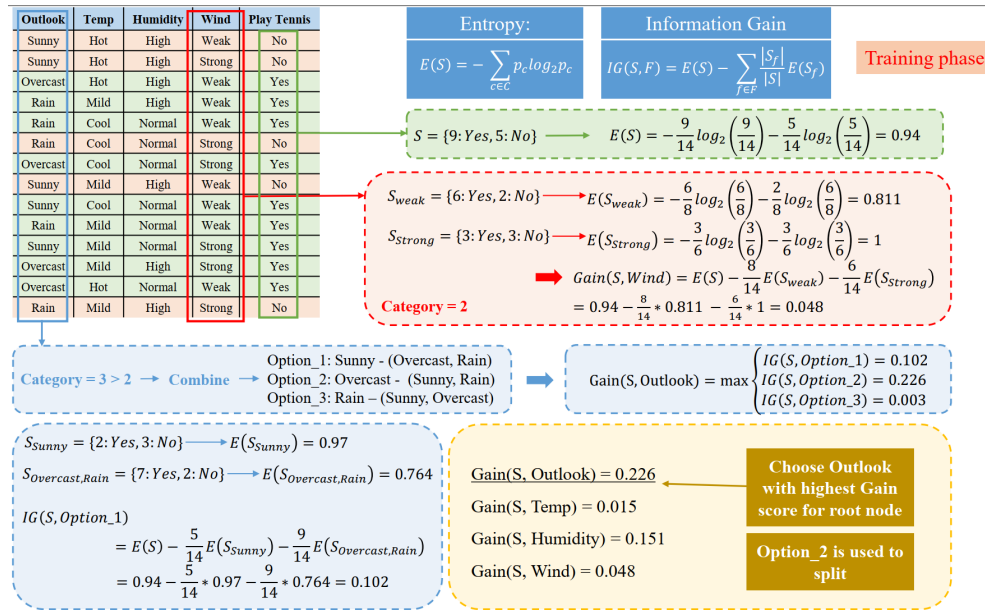 Outlook Temp Humidity Wind Play Tennis
Sunny Hot High Weak No
Sunny Hot High Strong No
Overcast Hot High Weak Yes
Rain Mild High Weak Yes
Rain Cool Normal Weak Yes
Rain Cool Normal Strong No
Overcast Cool Normal Strong Yes
Sunny Mild High Weak No
Sunny Cool Normal Weak Yes
Rain Mild Normal Weak Yes
Sunny Mild Normal Strong Yes
Overcast Mild High Strong Yes
Overcast Hot Normal Weak Yes
Rain Mild High Strong No
Entropy:
E(S) = − ∑_{c∈C} p_c log_2 p_c
Information Gain
IG(S, F) = E(S) − ∑_{f∈F} |S_f|/|S| E(S_f)
Training phase
S = {9: Yes, 5: No} → E(S) = −9/14 log_2(9/14) − 5/14 log_2(5/14) = 0.94
S_weak = {6: Yes, 2: No} → E(S_weak) = −6/8 log_2(6/8) − 2/8 log_2(6/8) = 0.811
S_Strong = {3: Yes, 3: No} → E(S_Strong) = −3/6 log_2(3/6) − 3/6 log_2(3/6) = 1
Gain(S, Wind) = E(S) − 8/14 E(S_weak) − 6/14 E(S_Strong)
Category = 2
= 0.94 − 8/14 * 0.811 − 6/14 * 1 = 0.048
Category = 3 > 2 → Combine →
Option_1: Sunny - (Overcast, Rain)
Option_2: Overcast - (Sunny, Rain)
Option_3: Rain – (Sunny, Overcast)
Gain(S, Outlook) = max { IG(S, Option_1) = 0.102
IG(S, Option_2) = 0.226
IG(S, Option_3) = 0.003
S_Sunny = {2: Yes, 3: No} → E(S_Sunny) = 0.97
S_Overcast,Rain = {7: Yes, 2: No} → E(S_Overcast,Rain) = 0.764
IG(S, Option_1)
= E(S) − 5/14 E(S_Sunny) − 9/14 E(S_Overcast,Rain)
= 0.94 − 5/14 * 0.97 − 9/14 * 0.764 = 0.102
Gain(S, Outlook) = 0.226
Gain(S, Temp) = 0.015
Gain(S, Humidity) = 0.151
Gain(S, Wind) = 0.048
Choose Outlook
with highest Gain
score for root node
Option_2 is used to
split